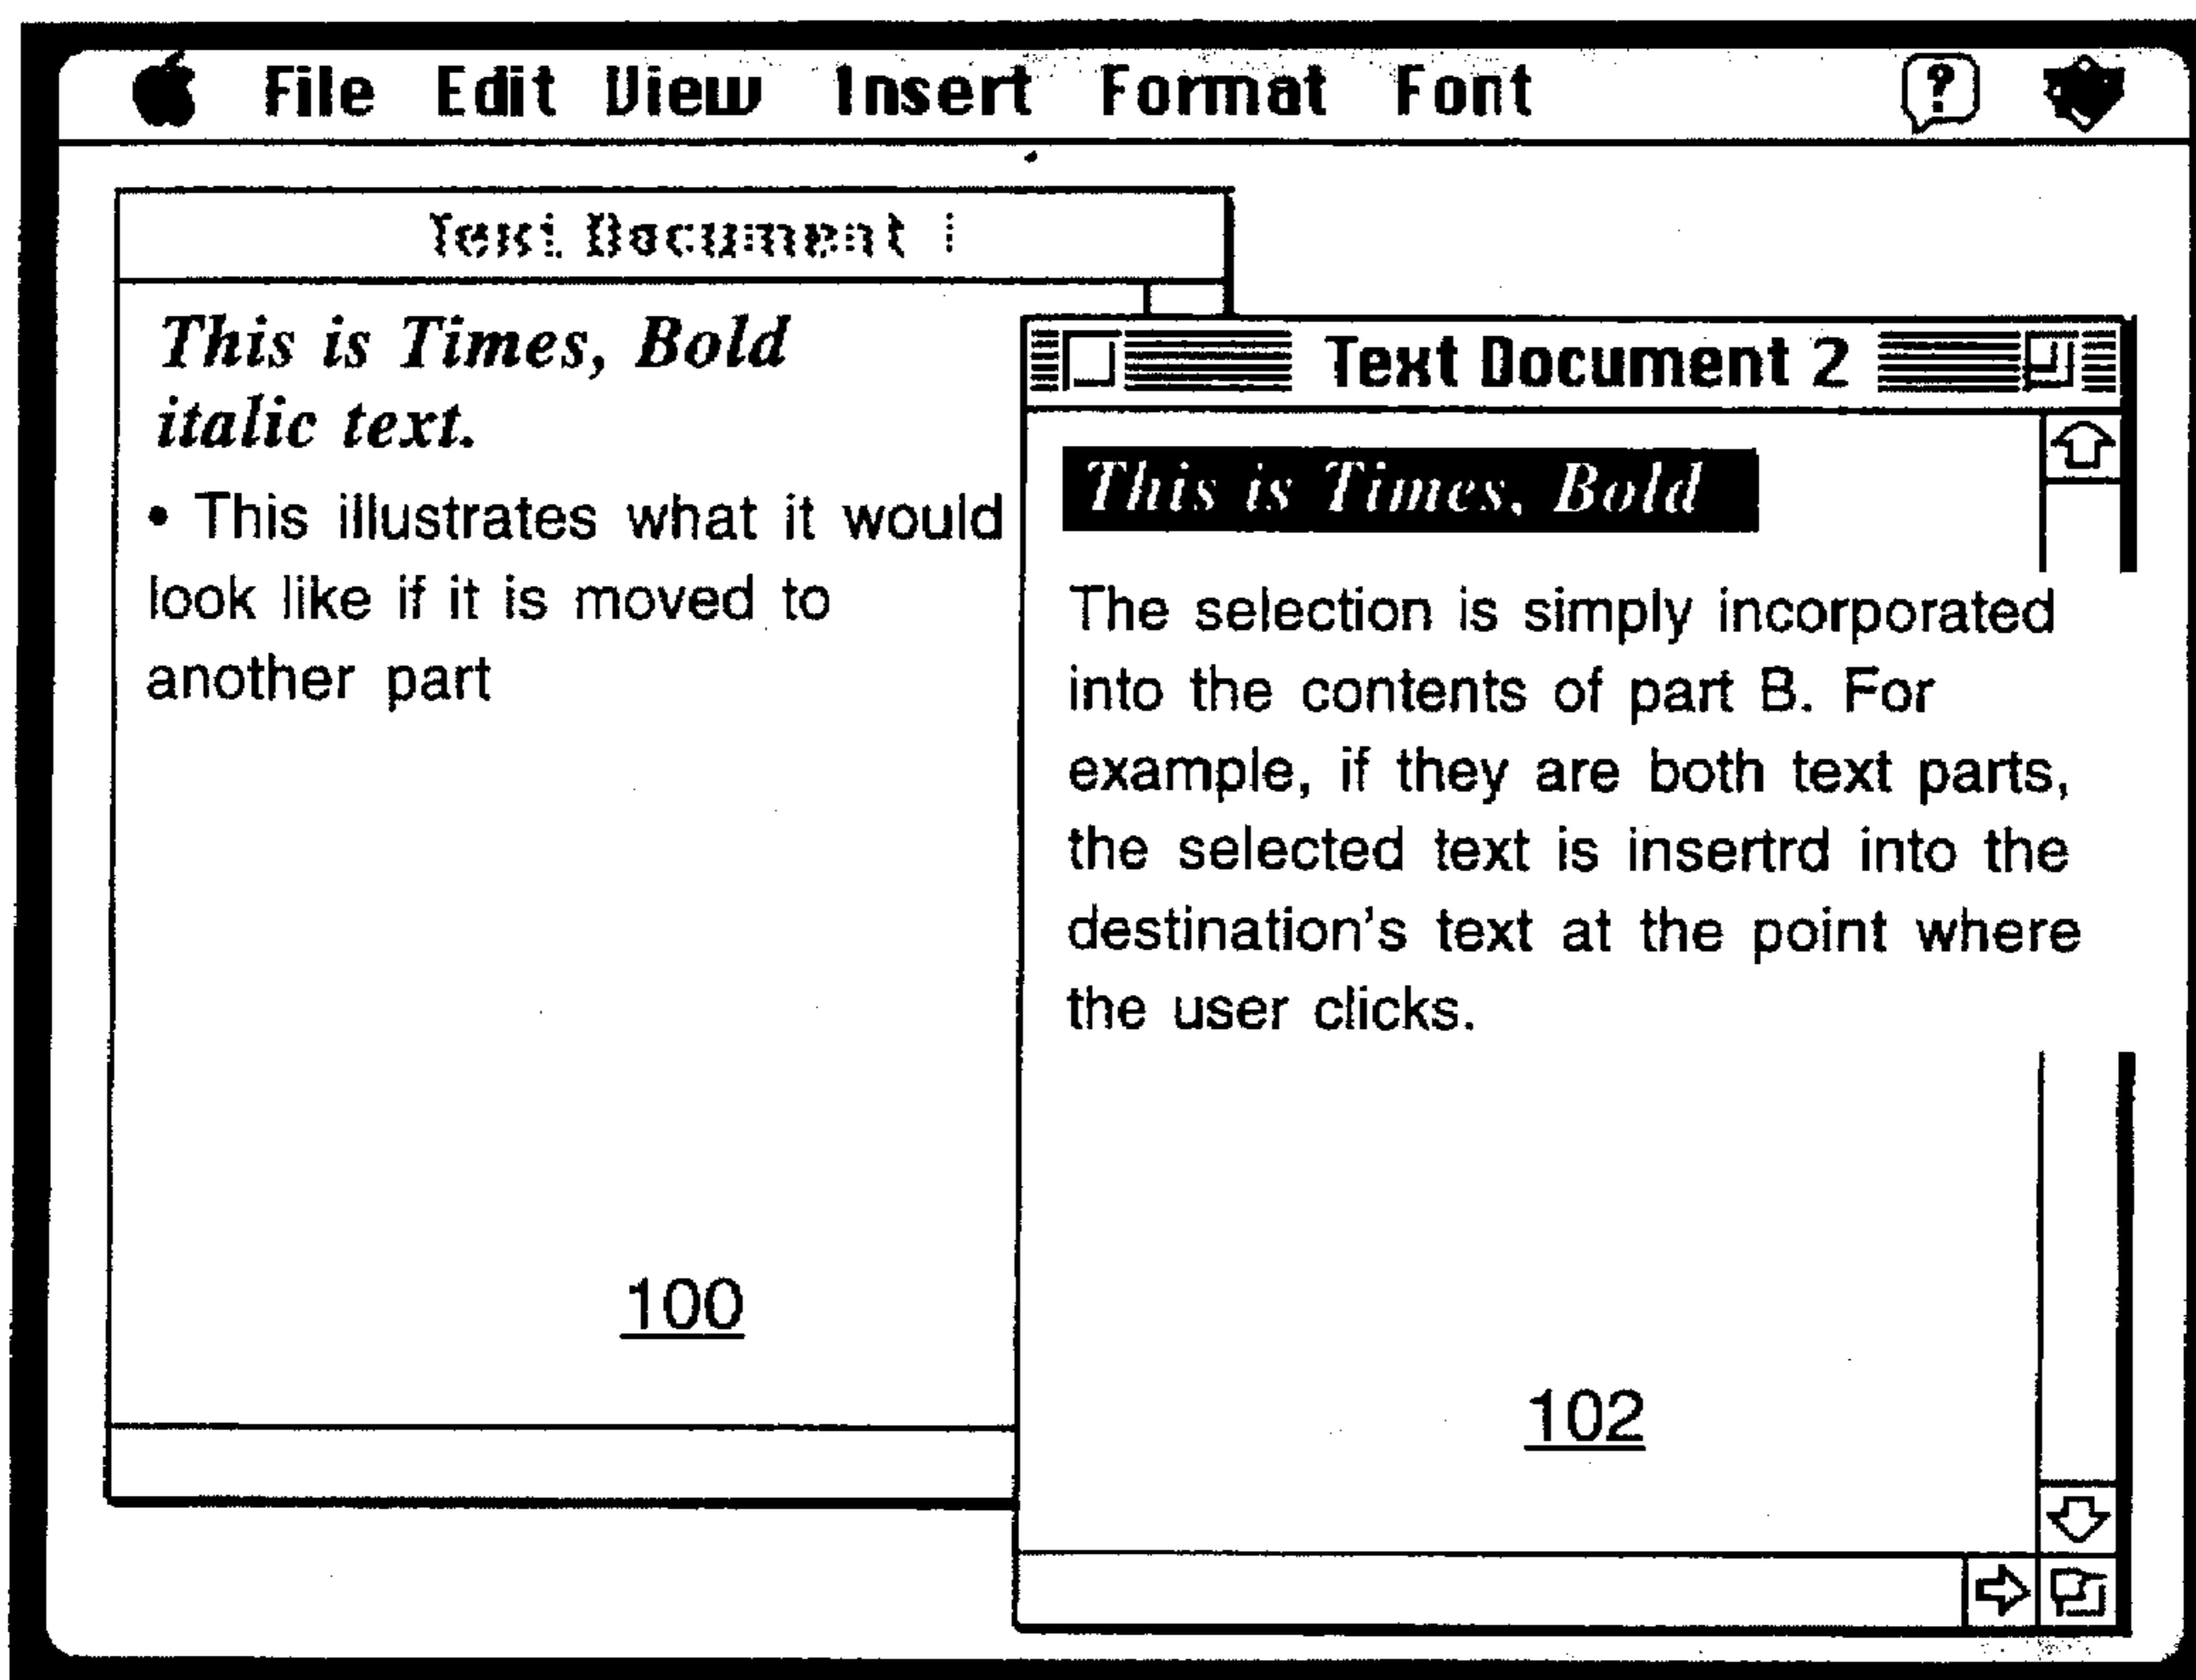 File Edit View Insert Format Font ?
Text Document 1
This is Times, Bold
italic text.
• This illustrates what it would
look like if it is moved to
another part
100
Text Document 2
This is Times, Bold
The selection is simply incorporated
into the contents of part B. For
example, if they are both text parts,
the selected text is insertrd into the
destination's text at the point where
the user clicks.
102